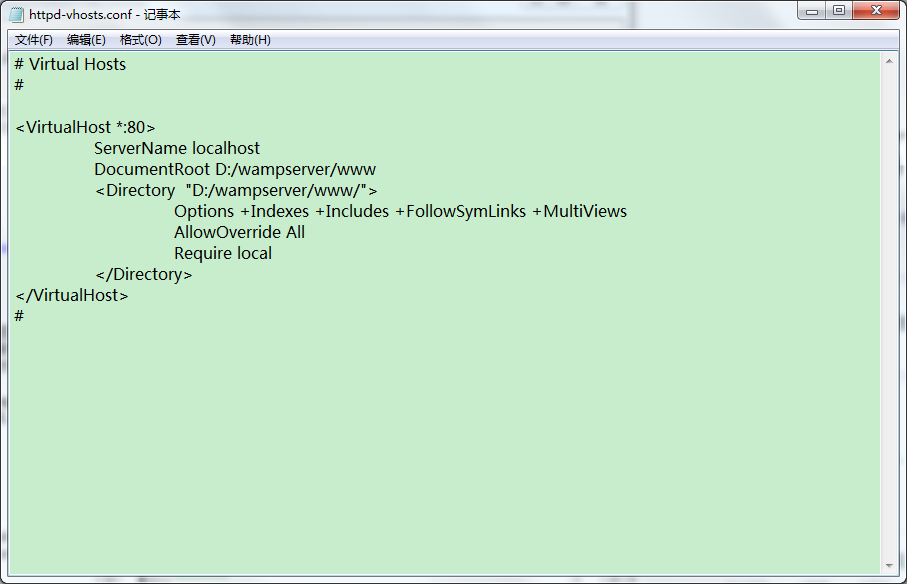 httpd-vhosts.conf - 记事本
文件(F) 编辑(E) 格式(O) 查看(V) 帮助(H)
# Virtual Hosts
#
<VirtualHost *:80>
ServerName localhost
DocumentRoot D:/wampserver/www
<Directory  "D:/wampserver/www/">
Options +Indexes +Includes +FollowSymLinks +MultiViews
AllowOverride All
Require local
</Directory>
</VirtualHost>
#